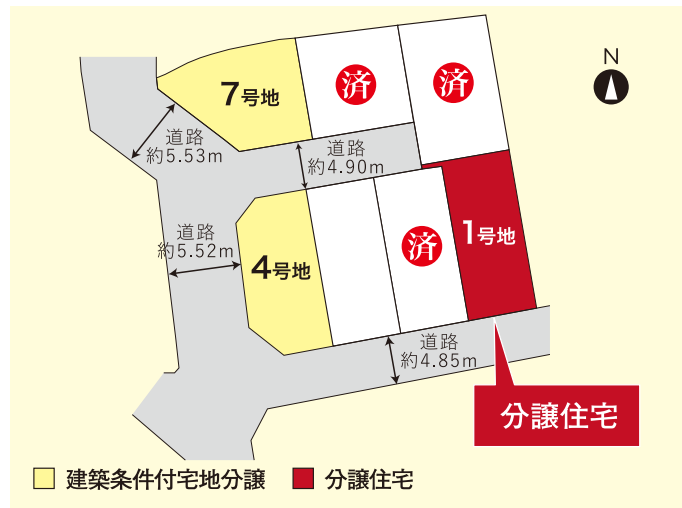 N
済
済
7号地
道路
約5.53m
道路
約4.90m
道路
約5.52m
済
1号地
4号地
道路
約4.85m
分譲住宅
建築条件付宅地分譲
分譲住宅